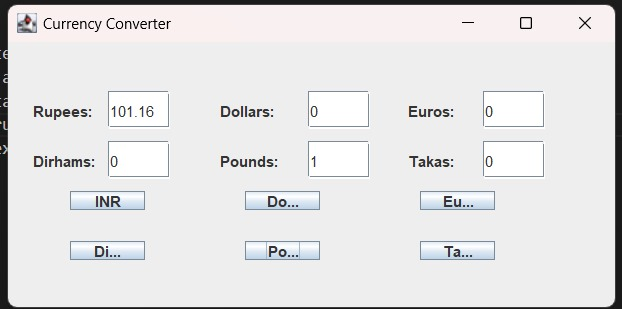 Currency Converter
Rupees: 101.16 Dollars: 0 Euros: 0
Dirhams: 0 Pounds: 1 Takas: 0
INR Do... Eu...
Di... Po... Ta...